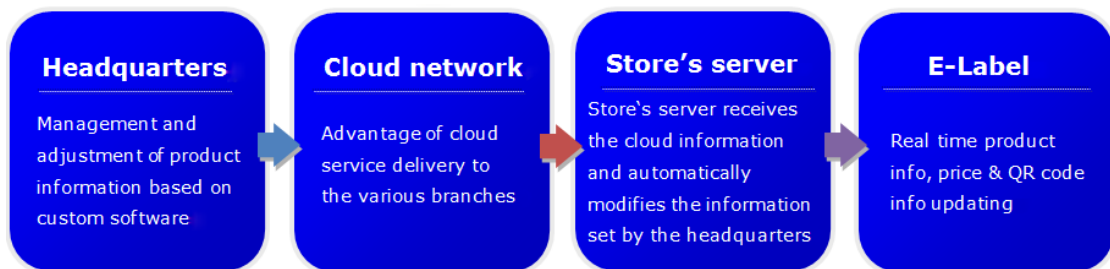 Headquarters
Management and
adjustment of product
information based on
custom software
Cloud network
Advantage of cloud
service delivery to
the various branches
Store’s server
Store‘s server receives
the cloud information
and automatically
modifies the information
set by the headquarters
E-Label
Real time product
info, price & QR code
info updating